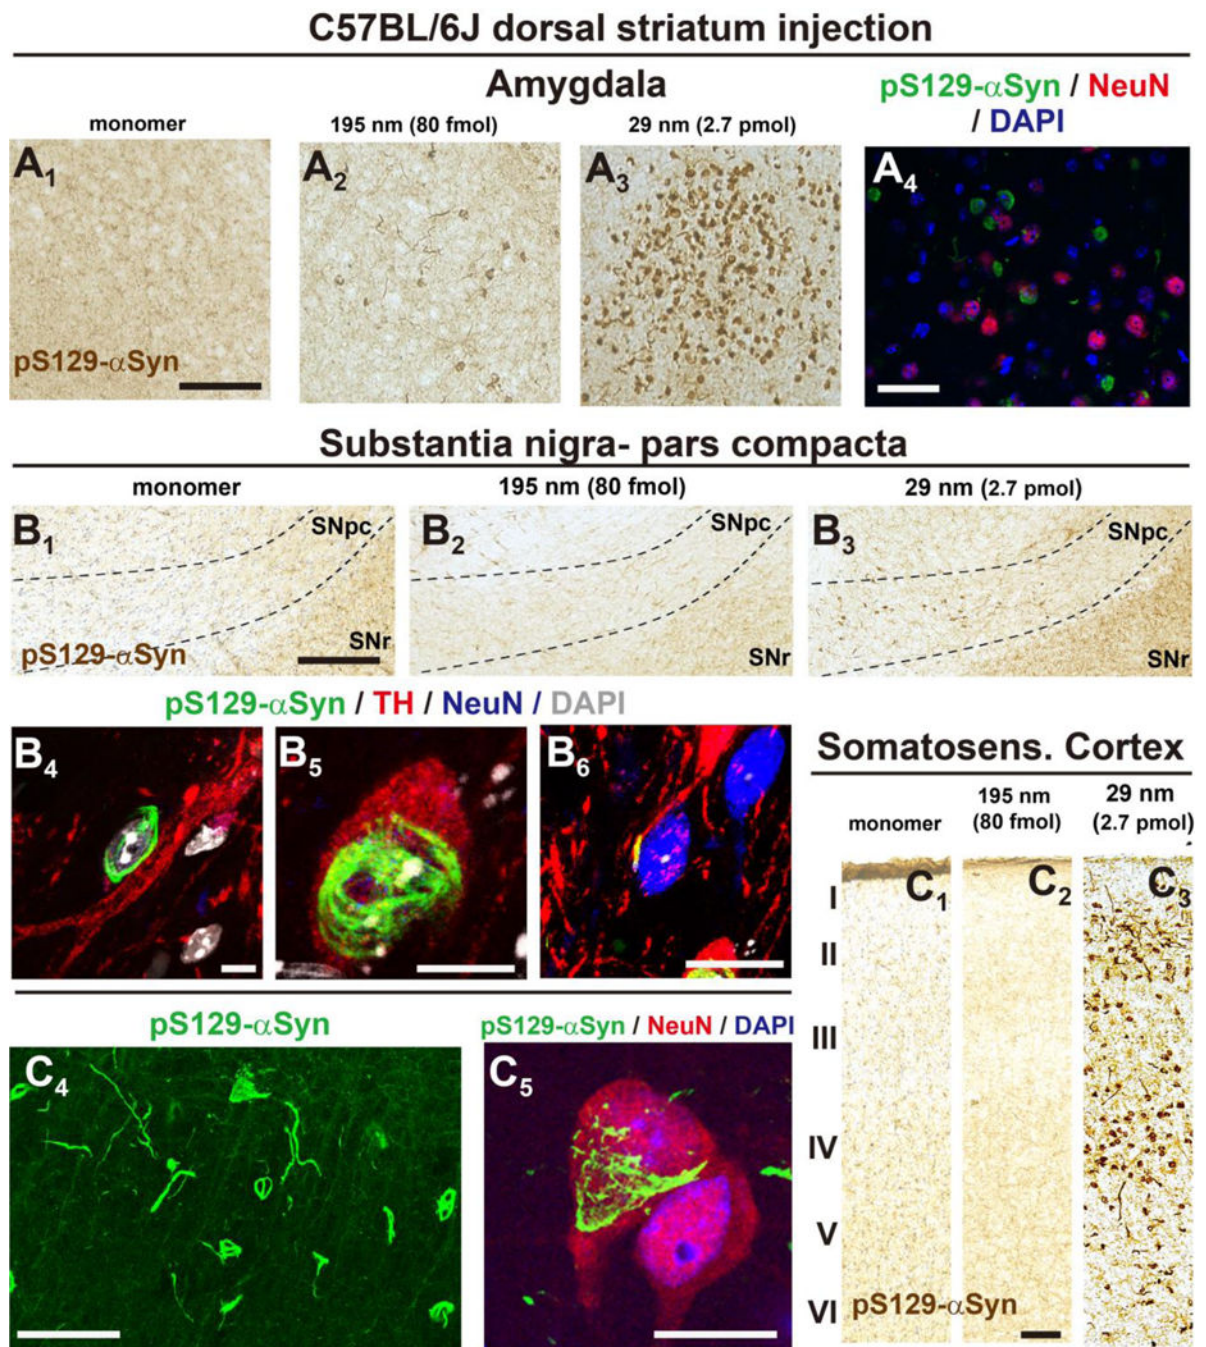 C57BL/6J dorsal striatum injection
Amygdala
pS129-αSyn / NeuN
/ DAPI
monomer
195 nm (80 fmol)
29 nm (2.7 pmol)
A1
A2
A3
A4
pS129-αSyn
Substantia nigra- pars compacta
monomer
195 nm (80 fmol)
29 nm (2.7 pmol)
B1
SNpc
SNr
pS129-αSyn
B2
SNpc
SNr
B3
SNpc
SNr
pS129-αSyn / TH / NeuN / DAPI
B4
B5
B6
Somatosens. Cortex
monomer
195 nm
(80 fmol)
29 nm
(2.7 pmol)
C1
C2
C3
I
II
III
IV
V
VI
pS129-αSyn
pS129-αSyn
C4
pS129-αSyn / NeuN / DAPI
C5